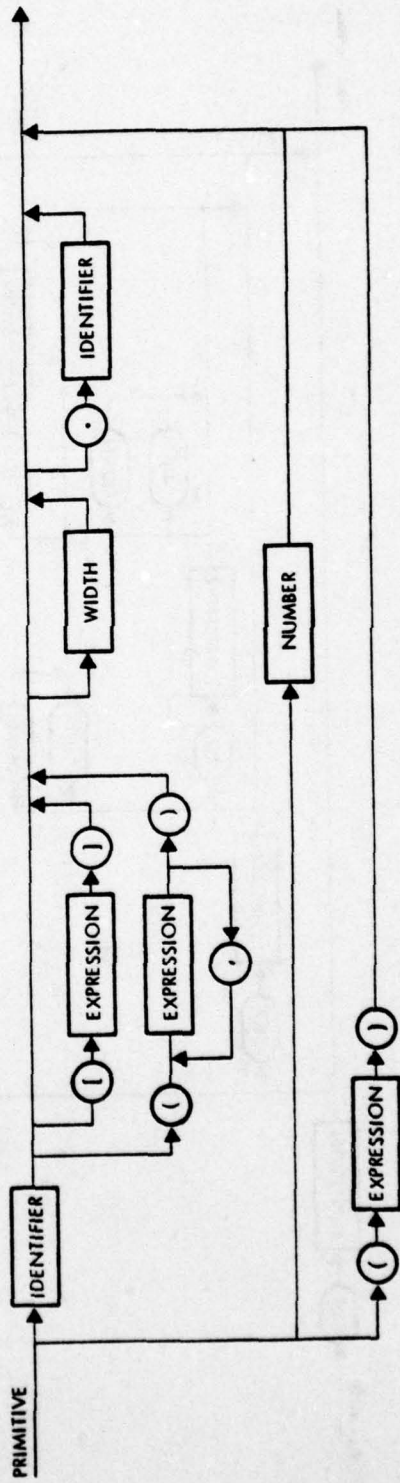 PRIMITIVE
IDENTIFIER
[
EXPRESSION
]
(
EXPRESSION
)
,
WIDTH
.
IDENTIFIER
NUMBER
(
EXPRESSION
)